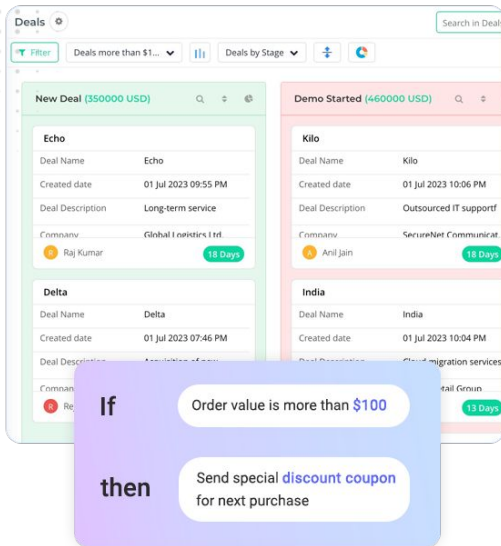 Deals
Search in Deals
Filter
Deals more than $1...
Deals by Stage
New Deal (350000 USD)
Echo
Deal Name Echo
Created date 01 Jul 2023 09:55 PM
Deal Description Long-term service
Company Global Logistics Ltd.
R Raj Kumar 18 Days
Delta
Deal Name Delta
Created date 01 Jul 2023 07:46 PM
Demo Started (460000 USD)
Kilo
Deal Name Kilo
Created date 01 Jul 2023 10:06 PM
Deal Description Outsourced IT supportf
Company SecureNet Communicat.
A Anil Jain 18 Days
India
Deal Name India
Created date 01 Jul 2023 10:04 PM
Deal Description Cloud migration services
Group
13 Days
If
Order value is more than $100
then
Send special discount coupon
for next purchase